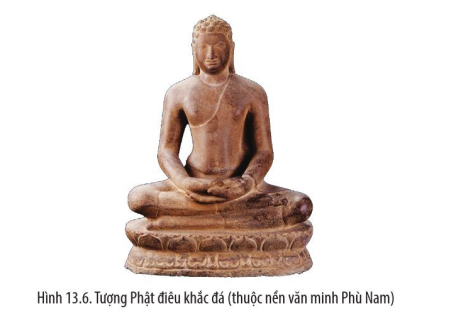 Hình 13.6. Tượng Phật điêu khắc đá (thuộc nền văn minh Phù Nam)